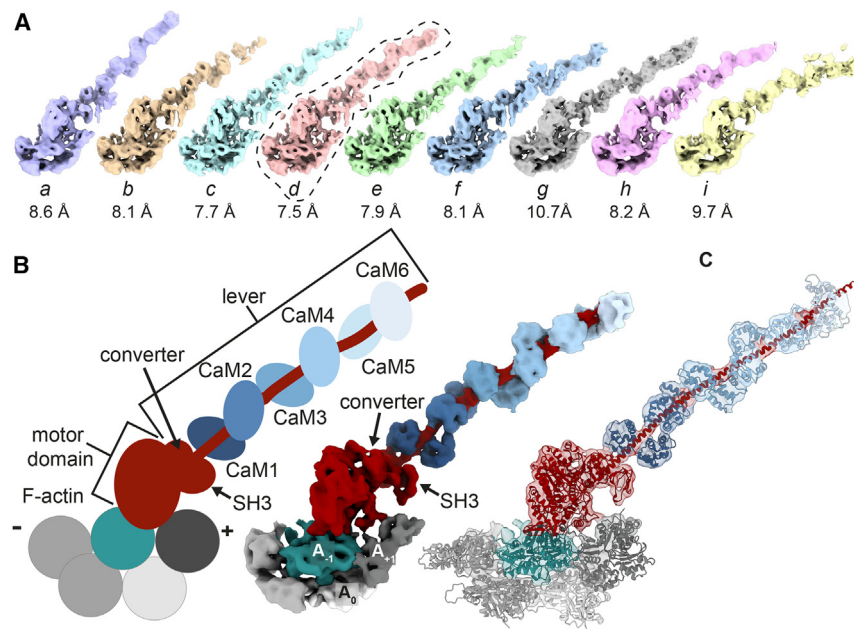 A
a b c d e f g h i
8.6 Å 8.1 Å 7.7 Å 7.5 Å 7.9 Å 8.1 Å 10.7Å 8.2 Å 9.7 Å
B
C
CaM6
lever
CaM4
converter
CaM2
CaM5
converter
motor
domain
CaM3
CaM1
F-actin
SH3
SH3
- +
A-1 A+1
A0